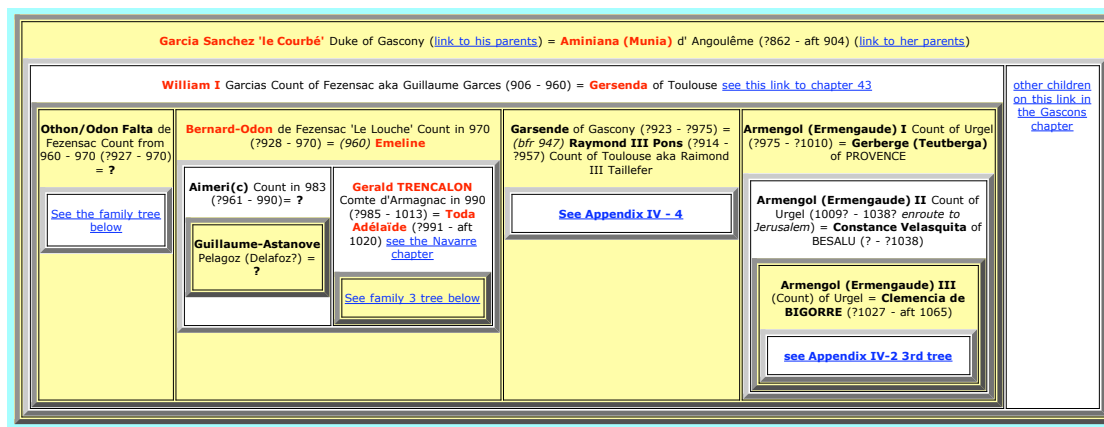 Garcia Sanchez 'le Courbé' Duke of Gascony (link to his parents) = Aminiana (Munia) d' Angoulême (?862 - aft 904) (link to her parents)
William I Garcias Count of Fezensac aka Guillaume Garces (906 - 960) = Gersenda of Toulouse see this link to chapter 43
other children
on this link in
the Gascons
chapter
Othon/Odon Falta de
Fezensac Count from
960 - 970 (?927 - 970)
= ?
See the family tree
below
Bernard-Odon de Fezensac 'Le Louche' Count in 970
(?928 - 970) = (960) Emeline
Aimeri(c) Count in 983
(?961 - 990)= ?
Guillaume-Astanove
Pelagoz (Delafoz?) =
?
Gerald TRENCALON
Comte d'Armagnac in 990
(?985 - 1013) = Toda
Adélaïde (?991 - aft
1020) see the Navarre
chapter
See family 3 tree below
Garsende of Gascony (?923 - ?975) =
(bfr 947) Raymond III Pons (?914 -
?957) Count of Toulouse aka Raimond
III Taillefer
See Appendix IV - 4
Armengol (Ermengaude) I Count of Urgel
(?975 - ?1010) = Gerberge (Teutberga)
of PROVENCE
Armengol (Ermengaude) II Count of
Urgel (1009? - 1038? enroute to
Jerusalem) = Constance Velasquita of
BESALU (? - ?1038)
Armengol (Ermengaude) III
(Count) of Urgel = Clemencia de
BIGORRE (?1027 - aft 1065)
see Appendix IV-2 3rd tree